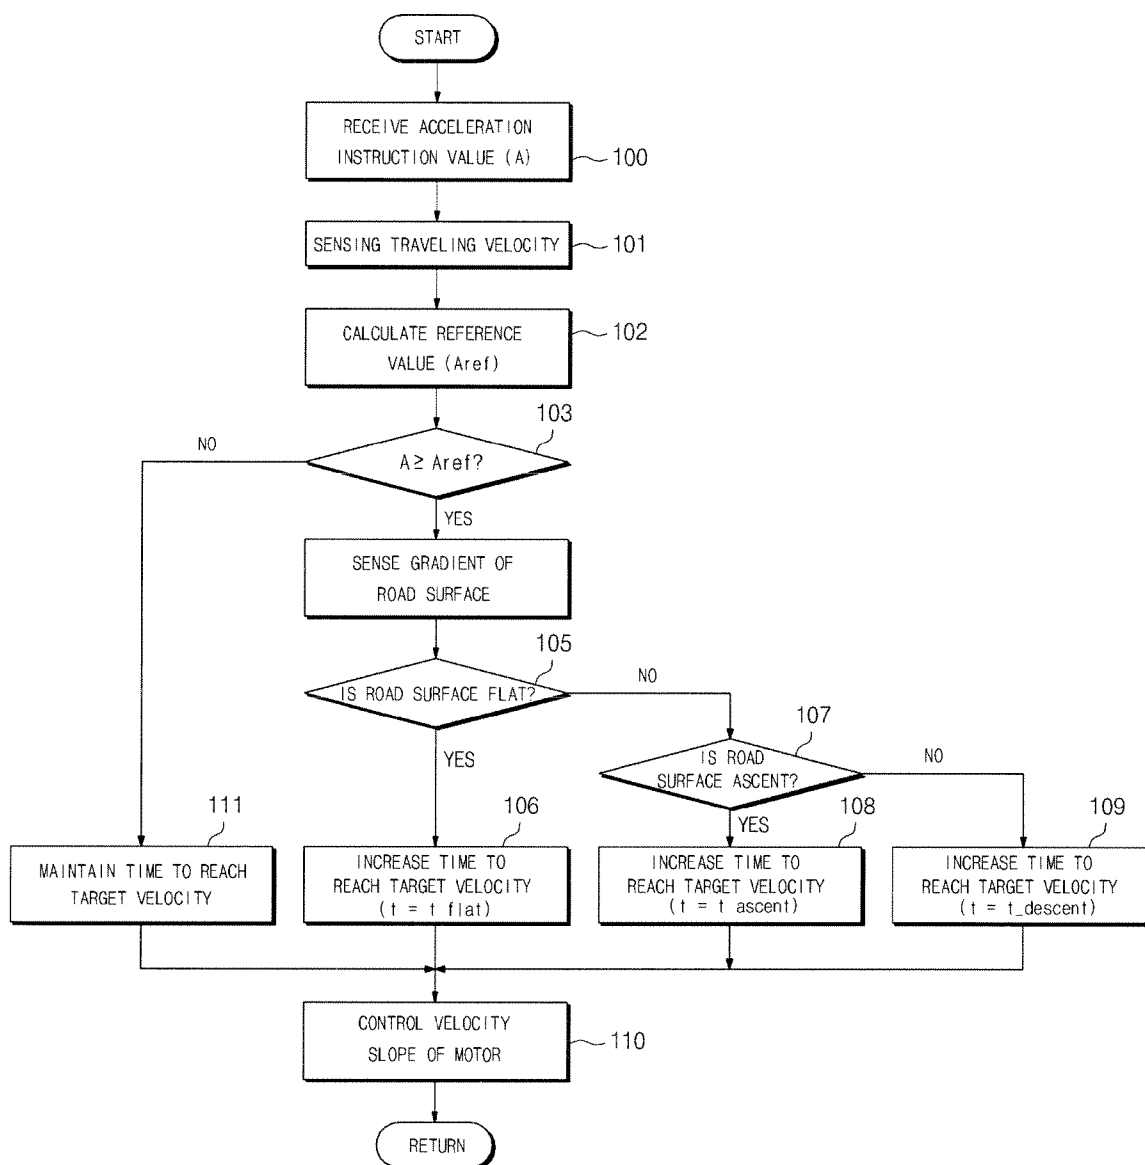 START
RECEIVE ACCELERATION
INSTRUCTION VALUE (A)
100
SENSING TRAVELING VELOCITY
101
CALCULATE REFERENCE
VALUE (Aref)
102
103
NO
A≥ Aref?
YES
SENSE GRADIENT OF
ROAD SURFACE
105
IS ROAD SURFACE FLAT?
NO
YES
107
IS ROAD
SURFACE ASCENT?
NO
YES
111
MAINTAIN TIME TO REACH
TARGET VELOCITY
106
INCREASE TIME TO
REACH TARGET VELOCITY
(t = t flat)
108
INCREASE TIME TO
REACH TARGET VELOCITY
(t = t ascent)
109
INCREASE TIME TO
REACH TARGET VELOCITY
(t = t_descent)
CONTROL VELOCITY
SLOPE OF MOTOR
110
RETURN